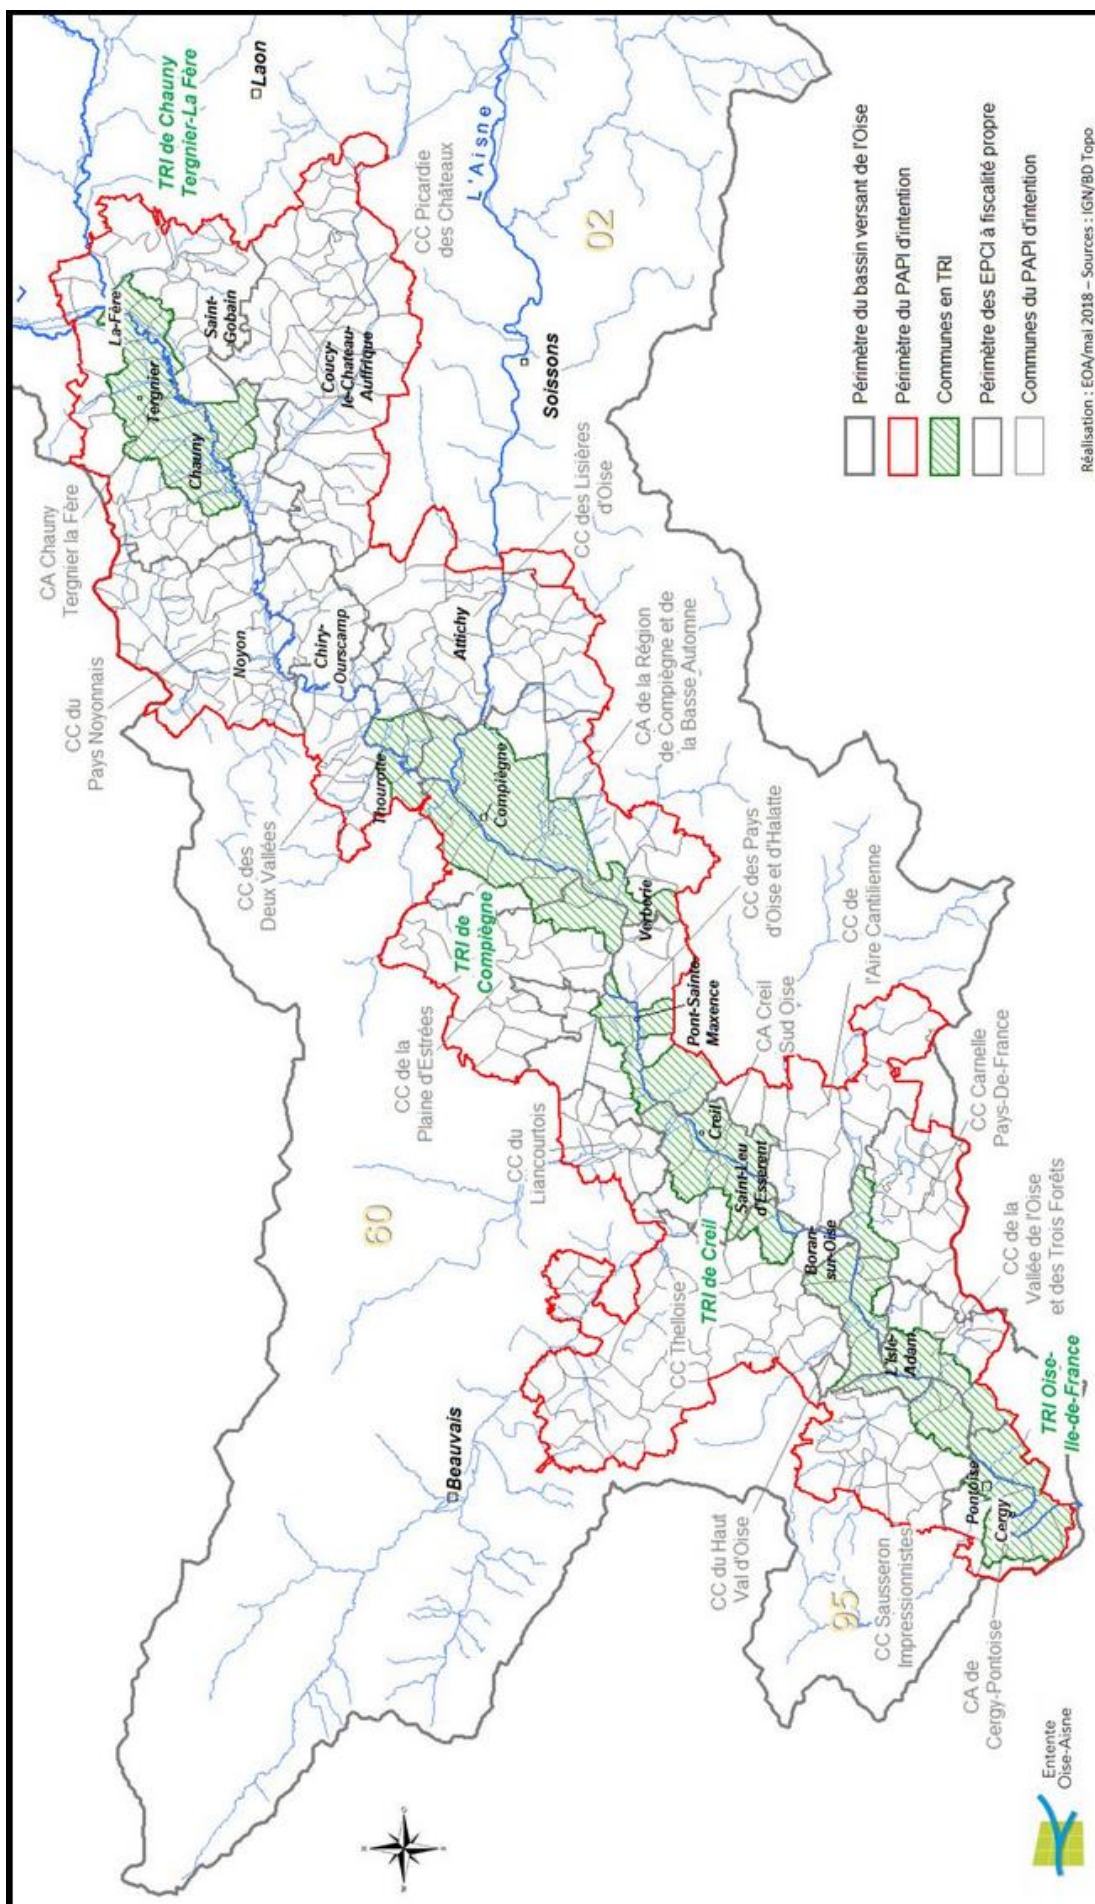 TRI de Chauny
Tergnier-La Fère
Laon
CC Picardie
des Châteaux
L'Aisne
02
Soissons
La-Fère
Tergnier
Saint-
Gobain
Chauny
Coucy-
le-Chateau-
Auffrique
CA Chauny
Tergnier la Fère
CC des Lisières
d'Oise
CC du
Pays Noyonnais
Noyon
Chiry-
Ourscamp
Attichy
CA de la Région
de Compiègne et de
la Basse Automne
CC des
Deux Vallées
Thourotte
Compiègne
TRI de
Compiègne
Verberie
CC des Pays
d'Oise et d'Halatte
CC de la
Plaine d'Estrées
Pont-Sainte-
Maxence
CC de
l'Aire Cantilienne
CA Creil
Sud Oise
CC du
Liancourtois
60
Creil
Saint-Leu
d'Esserent
TRI de Creil
CC Carnelle
Pays-De-France
Boran-
sur-Oise
CC de la
Vallée de l'Oise
et des Trois Forêts
CC Thelloise
L'Isle-
Adam
TRI Oise-
Ile-de-France
Beauvais
Pontoise
Cergy
CC du Haut
Val d'Oise
95
CC Sausseron
Impressionnistes
CA de
Cergy-Pontoise
Périmètre du bassin versant de l'Oise
Périmètre du PAPI d'intention
Communes en TRI
Périmètre des EPCI à fiscalité propre
Communes du PAPI d'intention
Réalisation : EOA/mai 2018 – Sources : IGN/BD Topo
Entente
Oise-Aisne